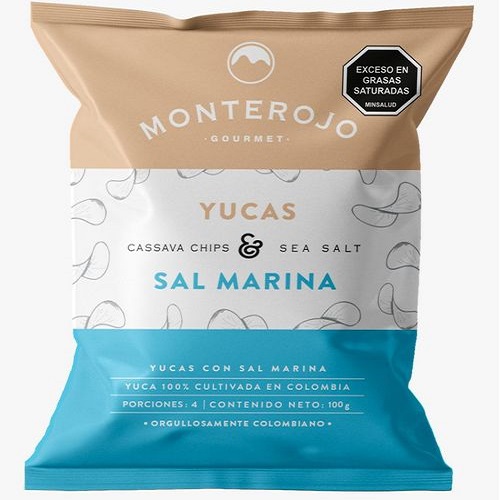 EXCESO EN
GRASAS
SATURADAS
MINSALUD
MONTEROJO
• GOURMET •
YUCAS
CASSAVA CHIPS & SEA SALT
SAL MARINA
YUCAS CON SAL MARINA
YUCA 100% CULTIVADA EN COLOMBIA
PORCIONES: 4 | CONTENIDO NETO: 100g
• ORGULLOSAMENTE COLOMBIANO •